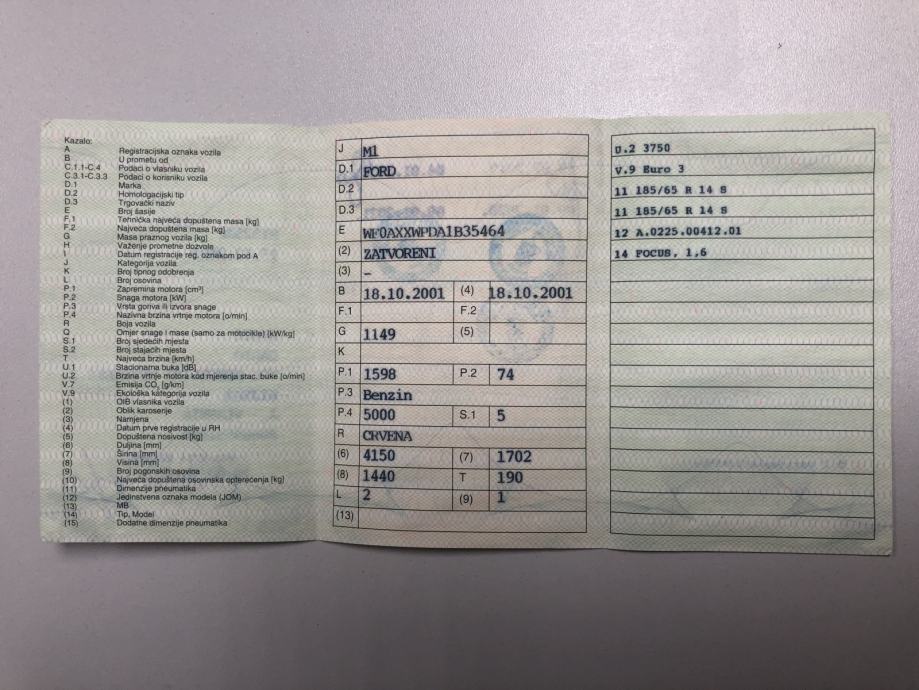 Kazalo:
A Registracijska oznaka vozila
B U prometu od
C.1.1-C.4 Podaci o vlasniku vozila
C.3.1-C.3.3 Podaci o korisniku vozila
D.1 Marka
D.2 Homologacijski tip
D.3 Trgovački naziv
E Broj šasije
F.1 Tehnička najveća dopuštena masa [kg]
F.2 Najveća dopuštena masa [kg]
G Masa praznog vozila [kg]
H Važenje prometne dozvole
I Datum registracije reg. oznakom pod A
J Kategorija vozila
K Broj tipnog odobrenja
L Broj osovina
P.1 Zapremina motora [cm³]
P.2 Snaga motora [kW]
P.3 Vrsta goriva ili izvora snage
P.4 Nazivna brzina vrtnje motora [o/min]
R Boja vozila
Q Omjer snage i mase (samo za motocikle) [kW/kg]
S.1 Broj sjedećih mjesta
S.2 Broj stajaćih mjesta
T Najveća brzina [km/h]
U.1 Stacionarna buka [dB]
U.2 Brzina vrtnje motora kod mjerenja stac. buke [o/min]
V.7 Emisija CO₂ [g/km]
V.9 Ekološka kategorija vozila
(1) OIB vlasnika vozila
(2) Oblik karoserije
(3) Namjena
(4) Datum prve registracije u RH
(5) Dopuštena nosivost [kg]
(6) Duljina [mm]
(7) Širina [mm]
(8) Visina [mm]
(9) Broj pogonskih osovina
(10) Najveća dopuštena osovinska opterećenja [kg]
(11) Dimenzije pneumatika
(12) Jedinstvena oznaka modela (JOM)
(13) MB
(14) Tip, Model
(15) Dodatne dimenzije pneumatika
J M1
D.1 FORD
D.2
D.3
E WF0AXXWPDA1B35464
(2) ZATVORENI
(3) –
B 18.10.2001 (4) 18.10.2001
F.1 F.2
G 1149 (5)
K
P.1 1598 P.2 74
P.3 Benzin
P.4 5000 S.1 5
R CRVENA
(6) 4150 (7) 1702
(8) 1440 T 190
L 2 (9) 1
(13)
U.2 3750
V.9 Euro 3
11 185/65 R 14 S
11 185/65 R 14 S
12 A.0225.00412.01
14 FOCUS, 1,6